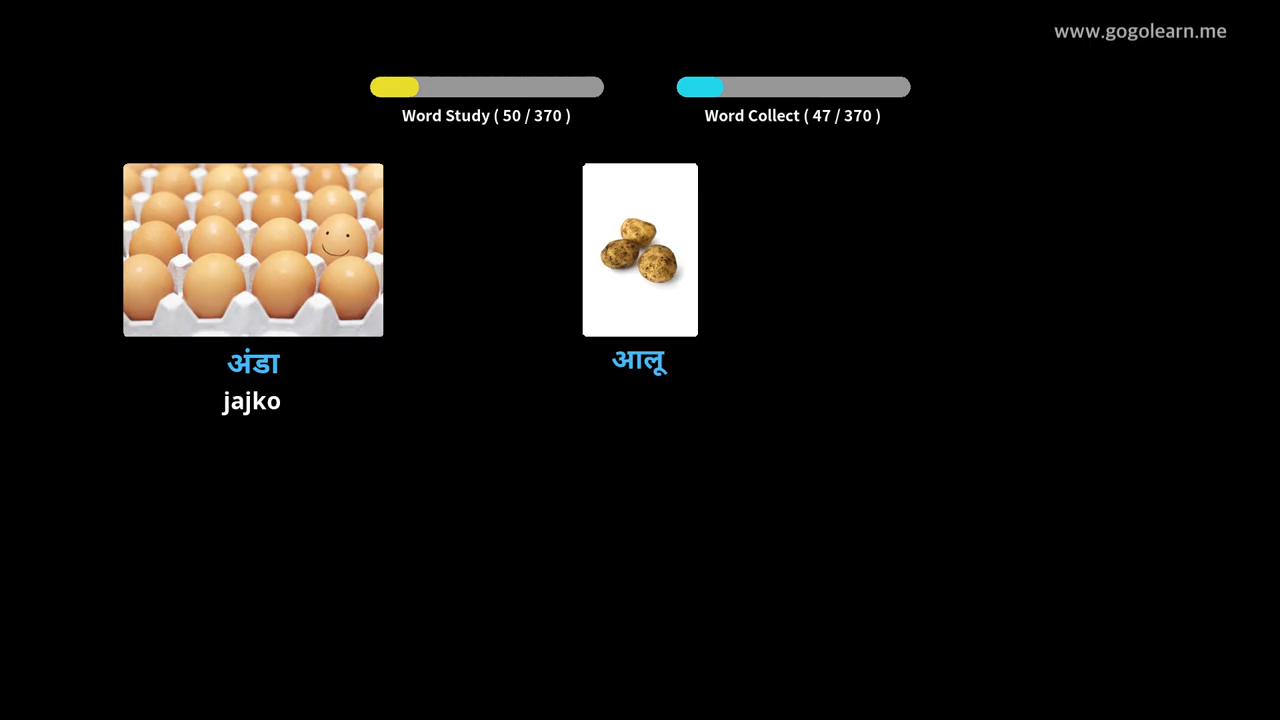 www.gogolearn.me
Word Study ( 50 / 370 )
Word Collect ( 47 / 370 )
अंडा
jajko
आलू